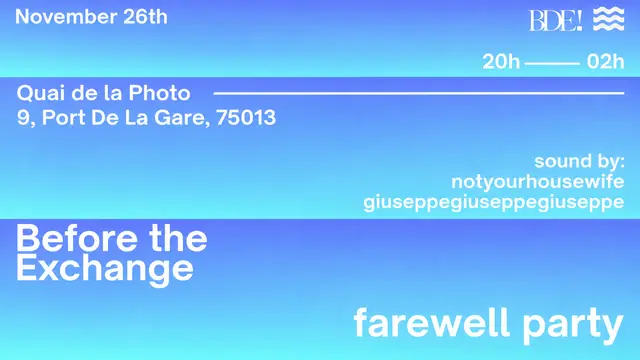 November 26th
BDE!
20h 02h
Quai de la Photo
9, Port De La Gare, 75013
sound by:
notyourhousewife
giuseppegiuseppegiuseppe
Before the
Exchange
farewell party